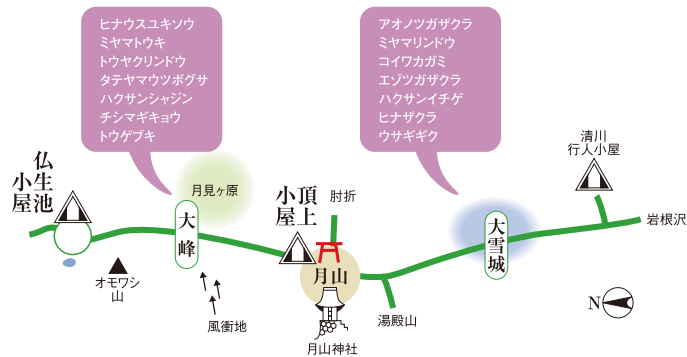 ヒナウスユキソウ
ミヤマトウキ
トウヤクリンドウ
タテヤマウツボグサ
ハクサンシャジン
チシマギキョウ
トウゲブキ
アオノツガザクラ
ミヤマリンドウ
コイワカガミ
エゾツガザクラ
ハクサンイチゲ
ヒナザクラ
ウサギギク
清川
行人小屋
仏生池
小屋
月見ヶ原
頂上
小屋
肘折
大峰
大雪城
岩根沢
月山
オモワシ
山
風衝地
湯殿山
N
月山神社